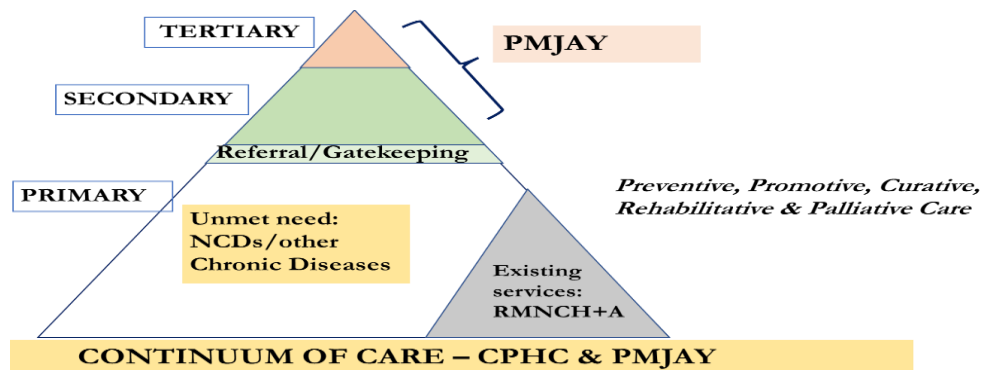 TERTIARY
PMJAY
SECONDARY
Referral/Gatekeeping
PRIMARY
Preventive, Promotive, Curative,
Rehabilitative & Palliative Care
Unmet need:
NCDs/other
Chronic Diseases
Existing
services:
RMNCH+A
CONTINUUM OF CARE – CPHC & PMJAY